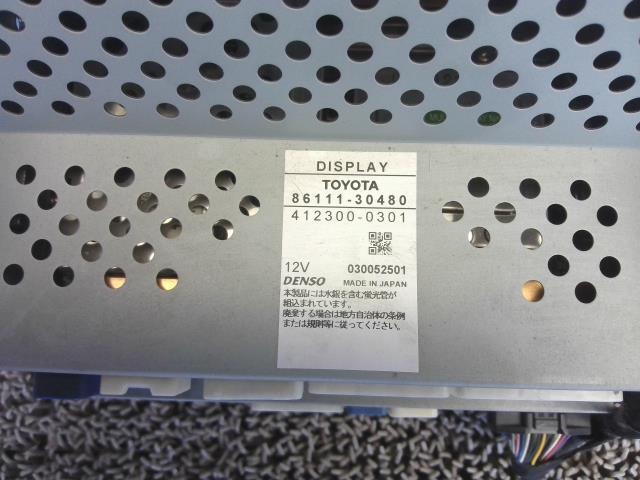 DISPLAY
TOYOTA
86111-30480
412300-0301
12V 030052501
DENSO MADE IN JAPAN
本製品には水銀を含む蛍光管が
組込まれています。
廃棄する場合は地方自治体の条例
または規則等に従ってください。